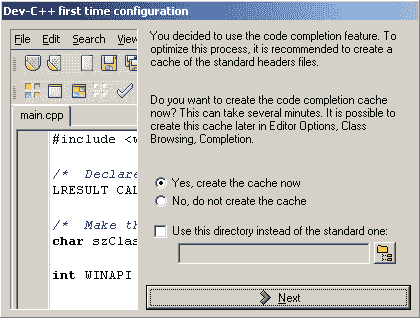 Dev-C++ first time configuration
File Edit Search View
main.cpp
#include <w
/* Declare
LRESULT CAL
/* Make th
char szClas
int WINAPI
You decided to use the code completion feature. To
optimize this process, it is recommended to create a
cache of the standard headers files.
Do you want to create the code completion cache
now? This can take several minutes. It is possible to
create this cache later in Editor Options, Class
Browsing, Completion.
Yes, create the cache now
No, do not create the cache
Use this directory instead of the standard one:
Next